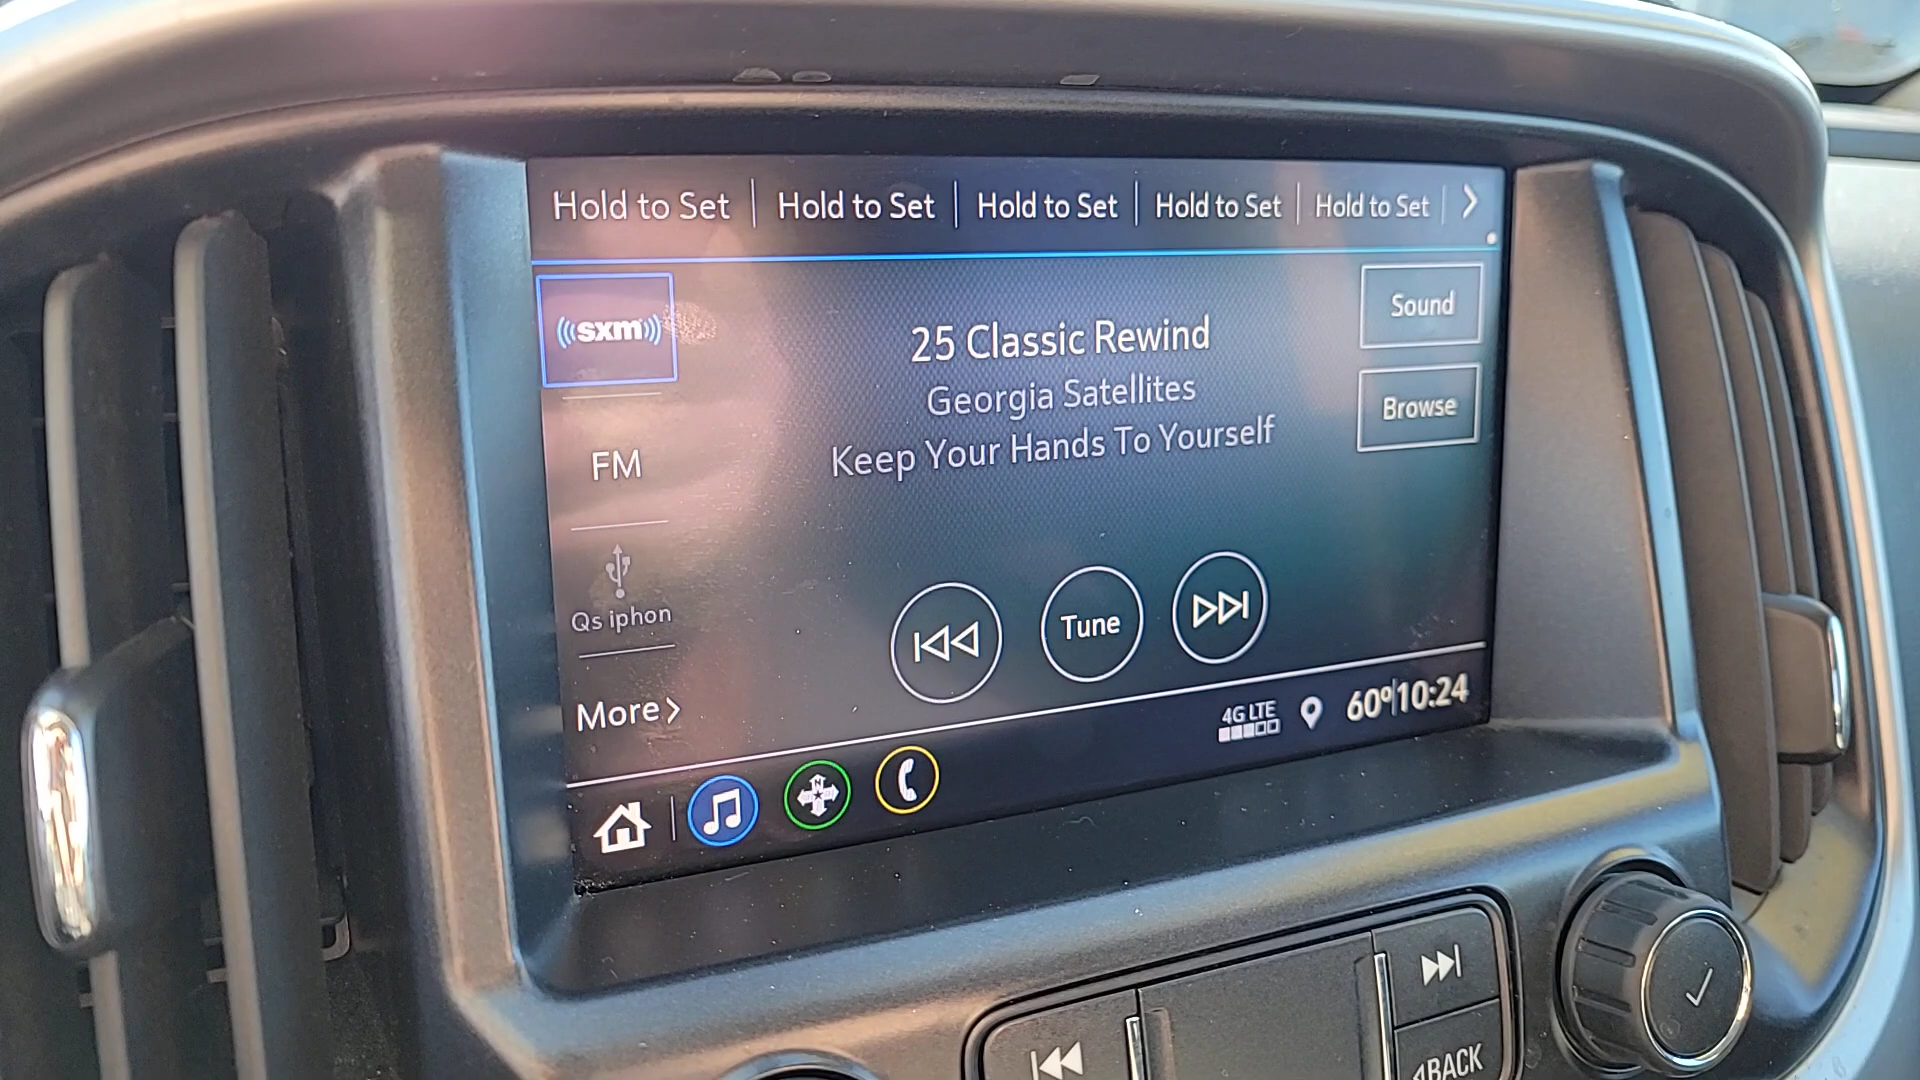 Hold to Set Hold to Set Hold to Set Hold to Set Hold to Set >
sxm
25 Classic Rewind
Sound
Georgia Satellites
Browse
Keep Your Hands To Yourself
FM
Qs iphon
Tune
More >
4G LTE
60° 10:24
N
BACK